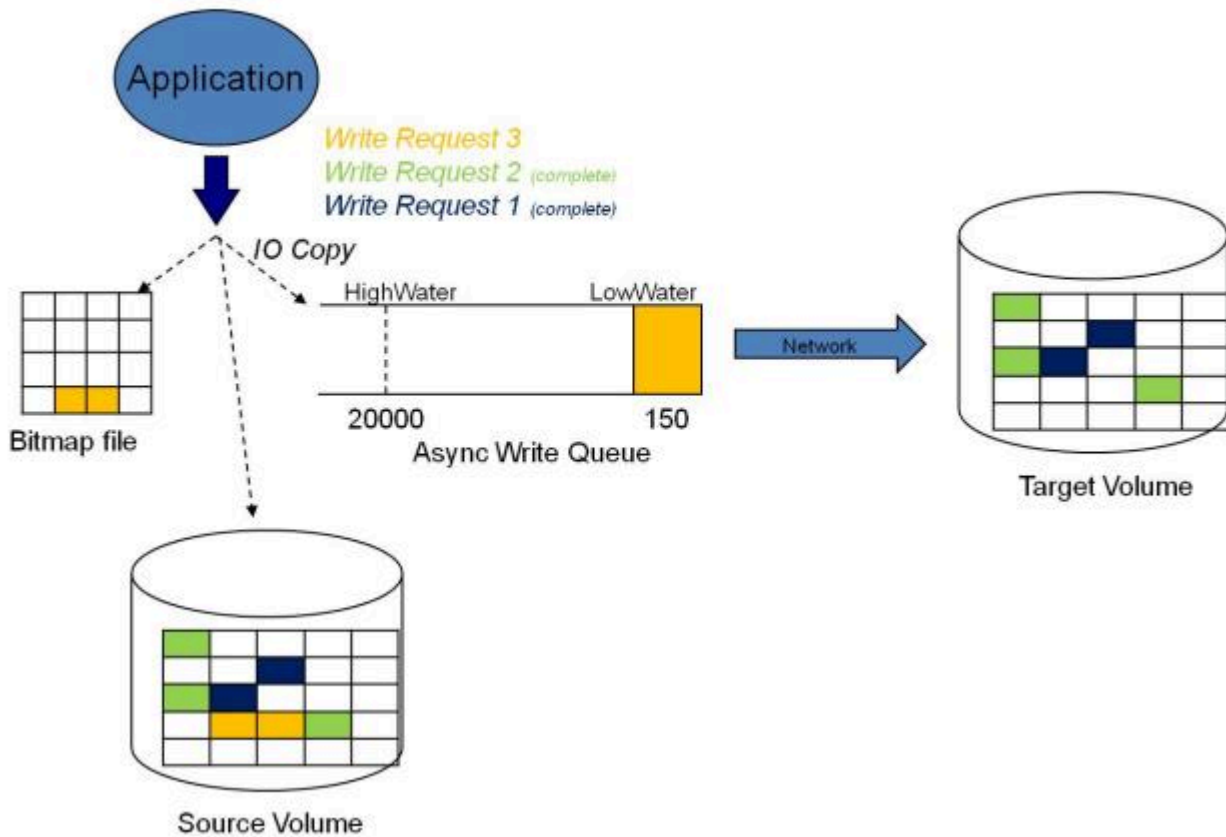 Application
Write Request 3
Write Request 2 (complete)
Write Request 1 (complete)
IO Copy
HighWater
LowWater
Network
20000
150
Bitmap file
Async Write Queue
Target Volume
Source Volume